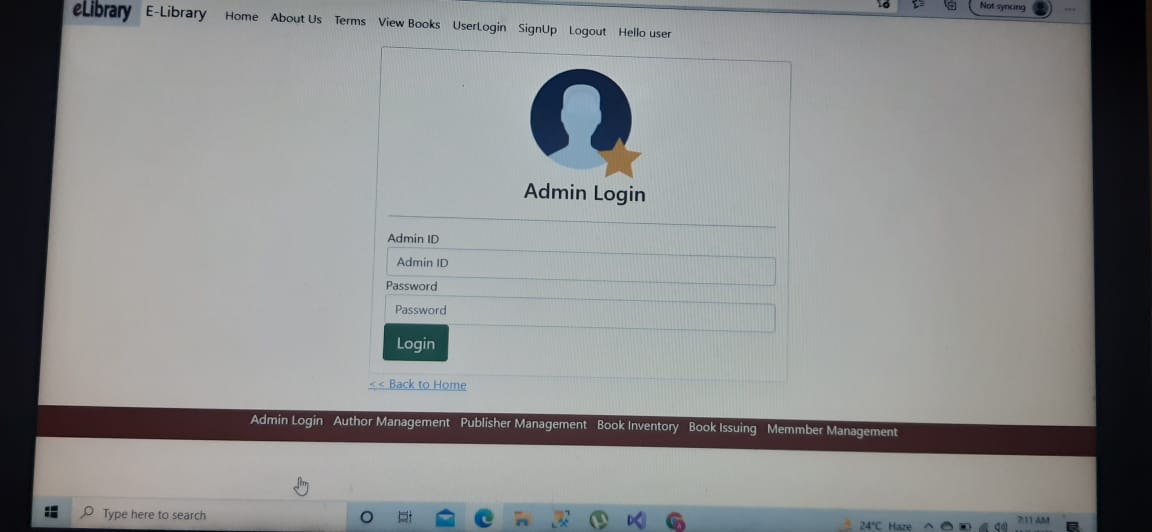 eLibrary E-Library Home About Us Terms View Books UserLogin SignUp Logout Hello user
Not syncing
Admin Login
Admin ID
Admin ID
Password
Password
Login
<< Back to Home
Admin Login Author Management Publisher Management Book Inventory Book Issuing Memmber Management
Type here to search
24°C Haze
7:11 AM